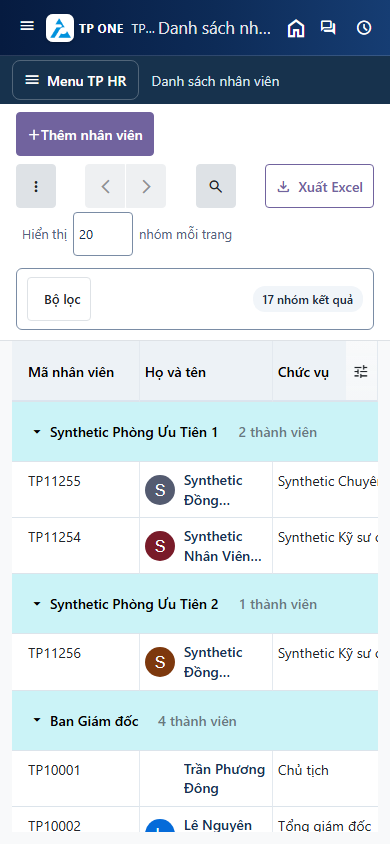 TP ONE TP... Danh sách nh...
Menu TP HR Danh sách nhân viên
+Thêm nhân viên
Xuất Excel
Hiển thị 20 nhóm mỗi trang
Bộ lọc 17 nhóm kết quả
Mã nhân viên Họ và tên Chức vụ
Synthetic Phòng Ưu Tiên 1 2 thành viên
TP11255 S Synthetic Đồng... Synthetic Chuyê
TP11254 S Synthetic Nhân Viên... Synthetic Kỹ sư c
Synthetic Phòng Ưu Tiên 2 1 thành viên
TP11256 S Synthetic Đồng... Synthetic Kỹ sư c
Ban Giám đốc 4 thành viên
TP10001 Trần Phương Đông Chủ tịch
TP10002 L Lê Nguyên Tổng giám đốc